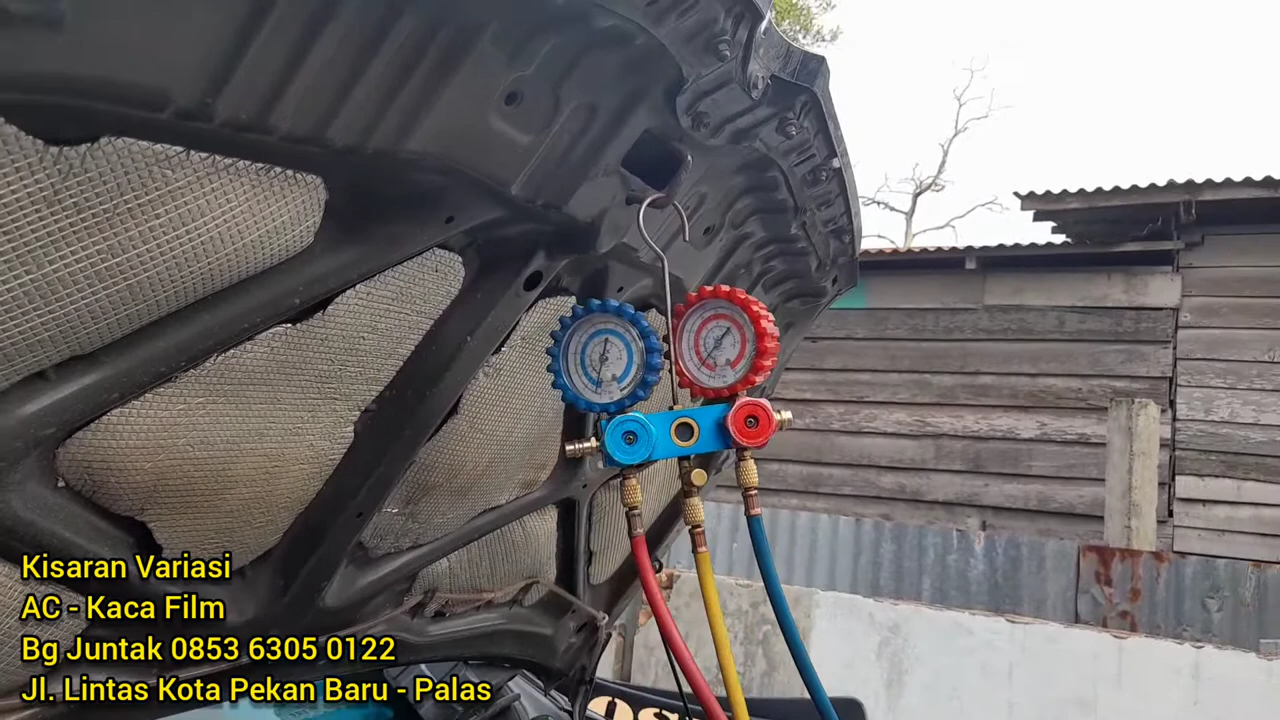 Kisaran Variasi
AC - Kaca Film
Bg Juntak 0853 6305 0122
Jl. Lintas Kota Pekan Baru - Palas